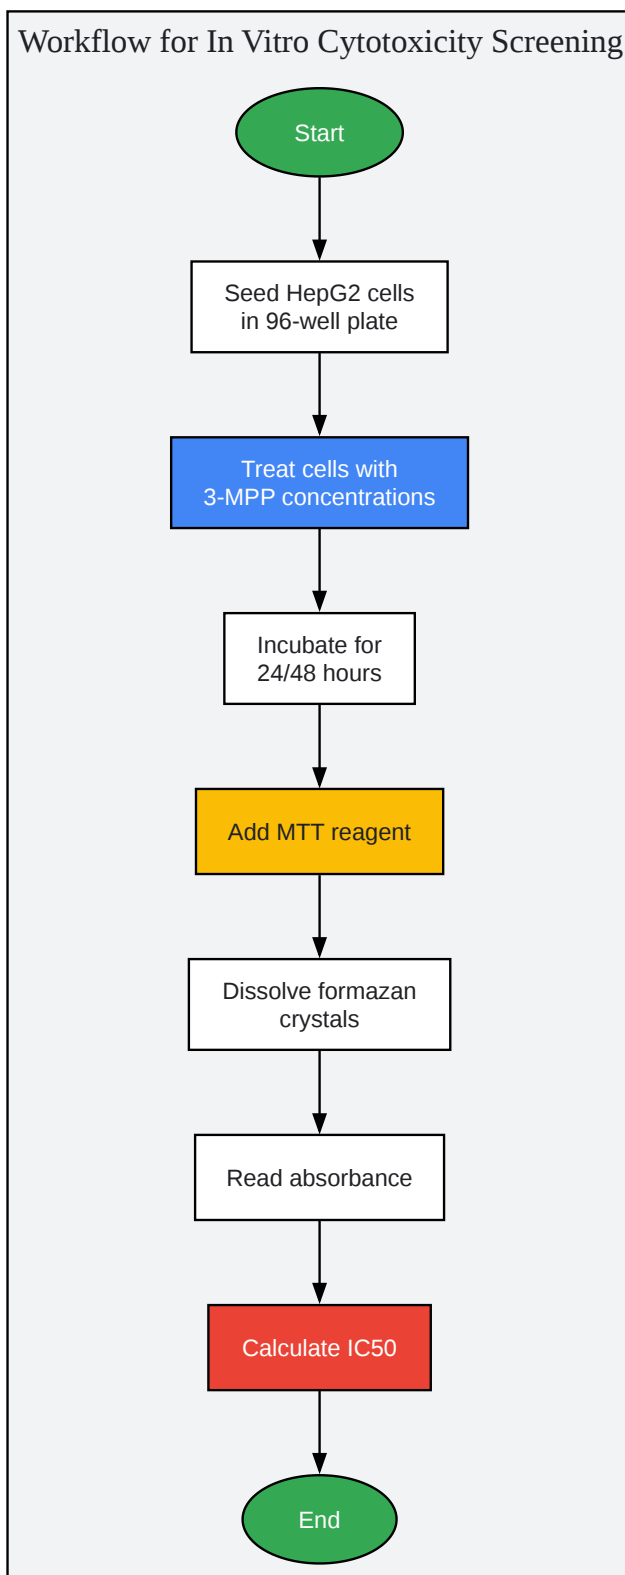 Workflow for In Vitro Cytotoxicity Screening
Start
Seed HepG2 cells
in 96-well plate
Treat cells with
3-MPP concentrations
Incubate for
24/48 hours
Add MTT reagent
Dissolve formazan
crystals
Read absorbance
Calculate IC50
End